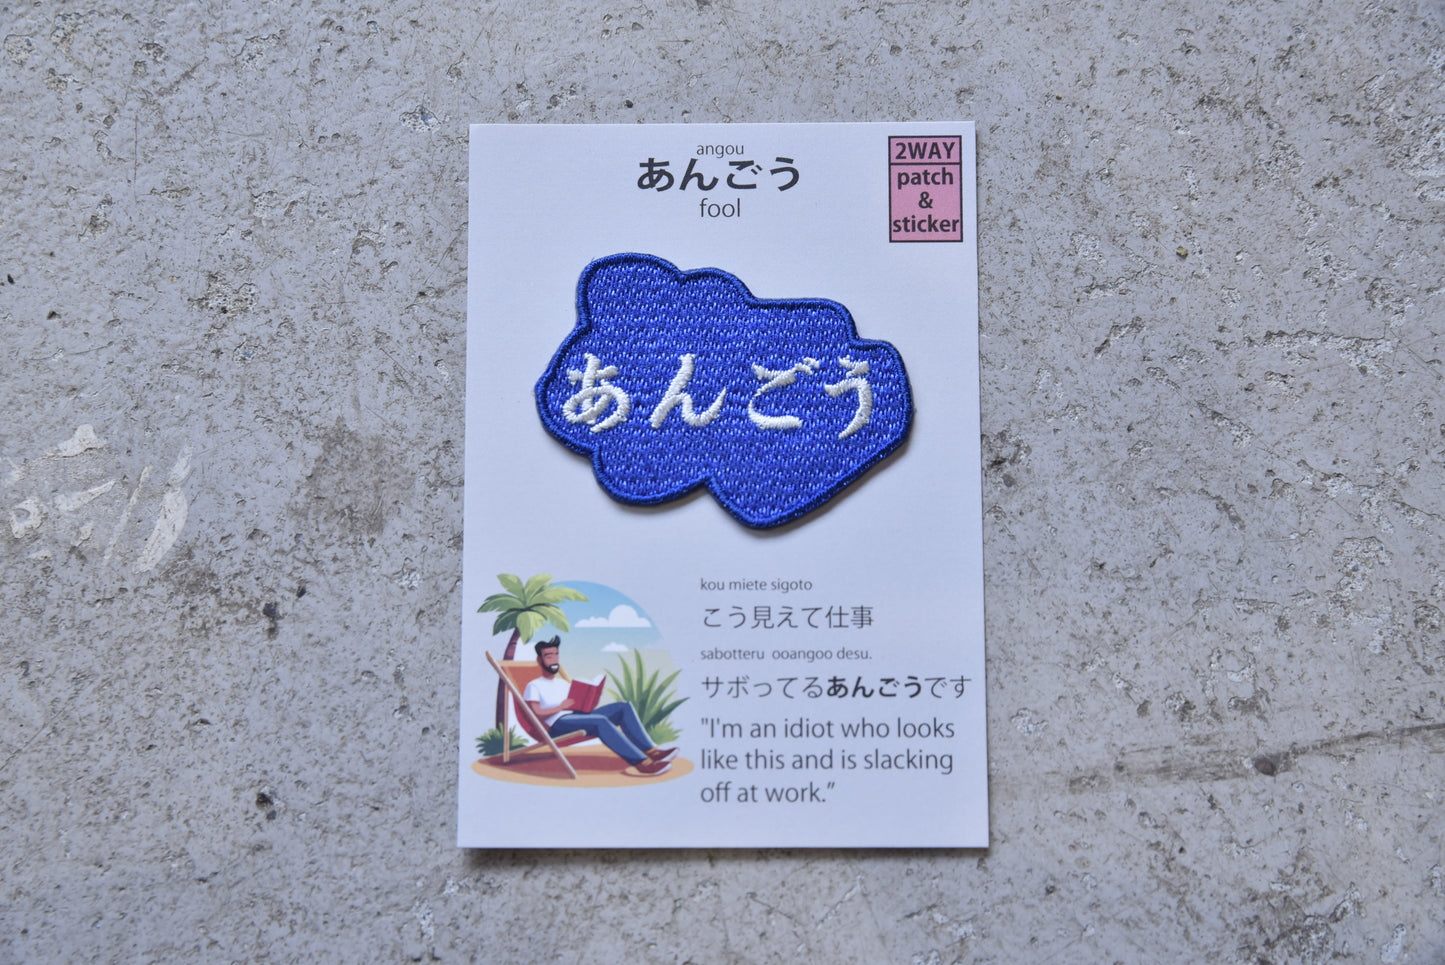 angou
あんごう
fool
2WAY
patch
&
sticker
あんごう
kou miete sigoto
こう見えて仕事
sabotteru ooangoo desu.
サボってるあんごうです
"I'm an idiot who looks
like this and is slacking
off at work.”